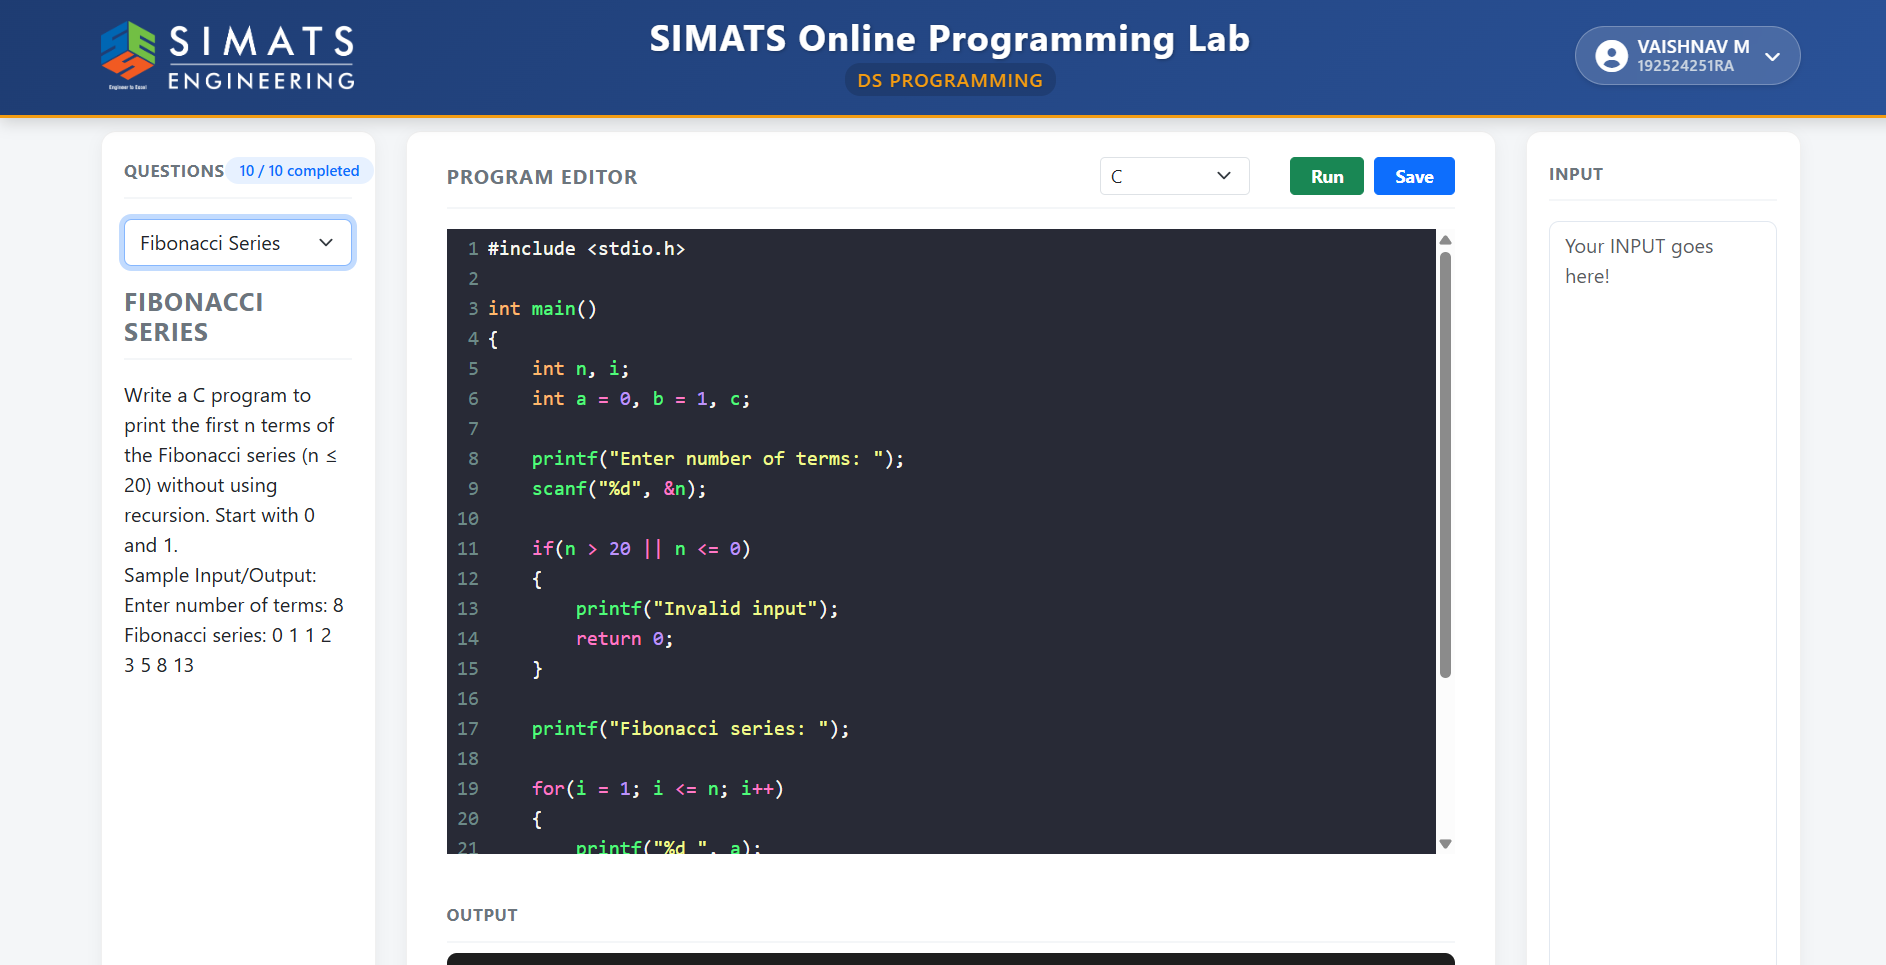 SIMATS
ENGINEERING
Engineer to Excel
SIMATS Online Programming Lab
DS PROGRAMMING
VAISHNAV M
192524251RA
QUESTIONS
10 / 10 completed
Fibonacci Series
FIBONACCI
SERIES
Write a C program to
print the first n terms of
the Fibonacci series (n ≤
20) without using
recursion. Start with 0
and 1.
Sample Input/Output:
Enter number of terms: 8
Fibonacci series: 0 1 1 2
3 5 8 13
PROGRAM EDITOR
C
Run
Save
1 #include <stdio.h>
2
3 int main()
4 {
5     int n, i;
6     int a = 0, b = 1, c;
7
8     printf("Enter number of terms: ");
9     scanf("%d", &n);
10
11     if(n > 20 || n <= 0)
12     {
13         printf("Invalid input");
14         return 0;
15     }
16
17     printf("Fibonacci series: ");
18
19     for(i = 1; i <= n; i++)
20     {
21         printf("%d ", a);
OUTPUT
INPUT
Your INPUT goes
here!